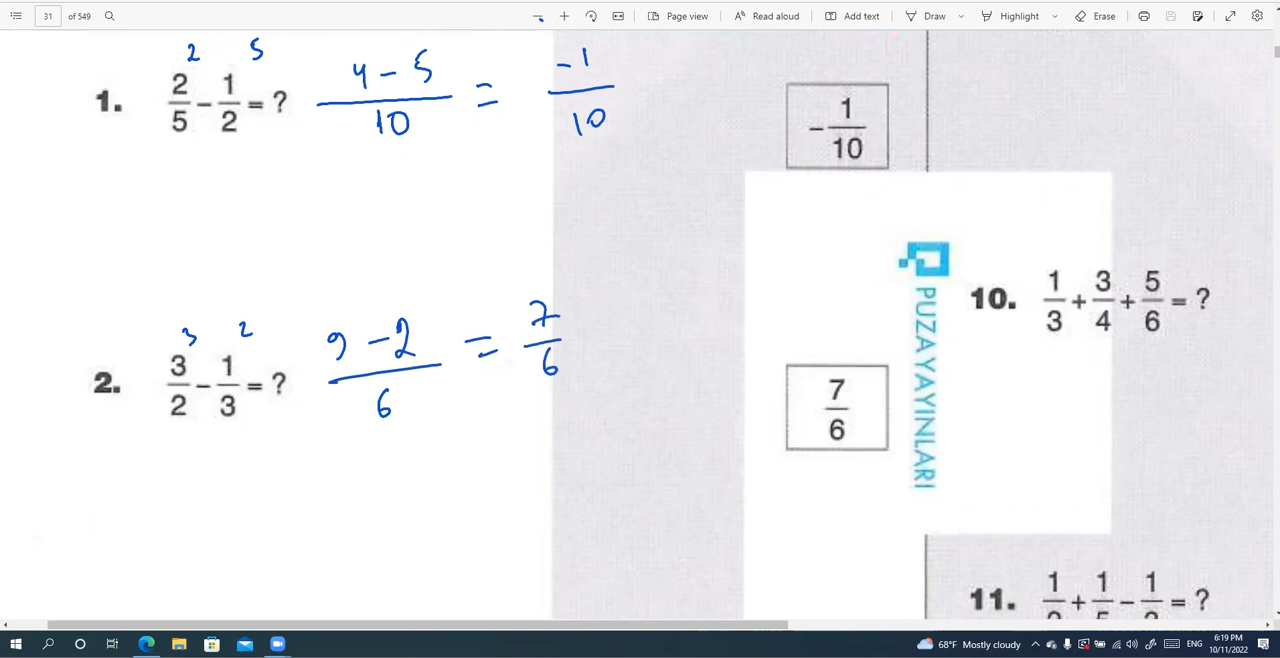 31 of 549 Page view Read aloud Add text Draw Highlight Erase
2 5
1. 2/5 - 1/2 = ? 4 - 5 / 10 = -1 / 10
-1/10
3 2
2. 3/2 - 1/3 = ? 9 - 2 / 6 = 7/6
7/6
PUZA YAYINLARI
10. 1/3 + 3/4 + 5/6 = ?
11.
68°F Mostly cloudy ENG 6:19 PM
10/11/2022